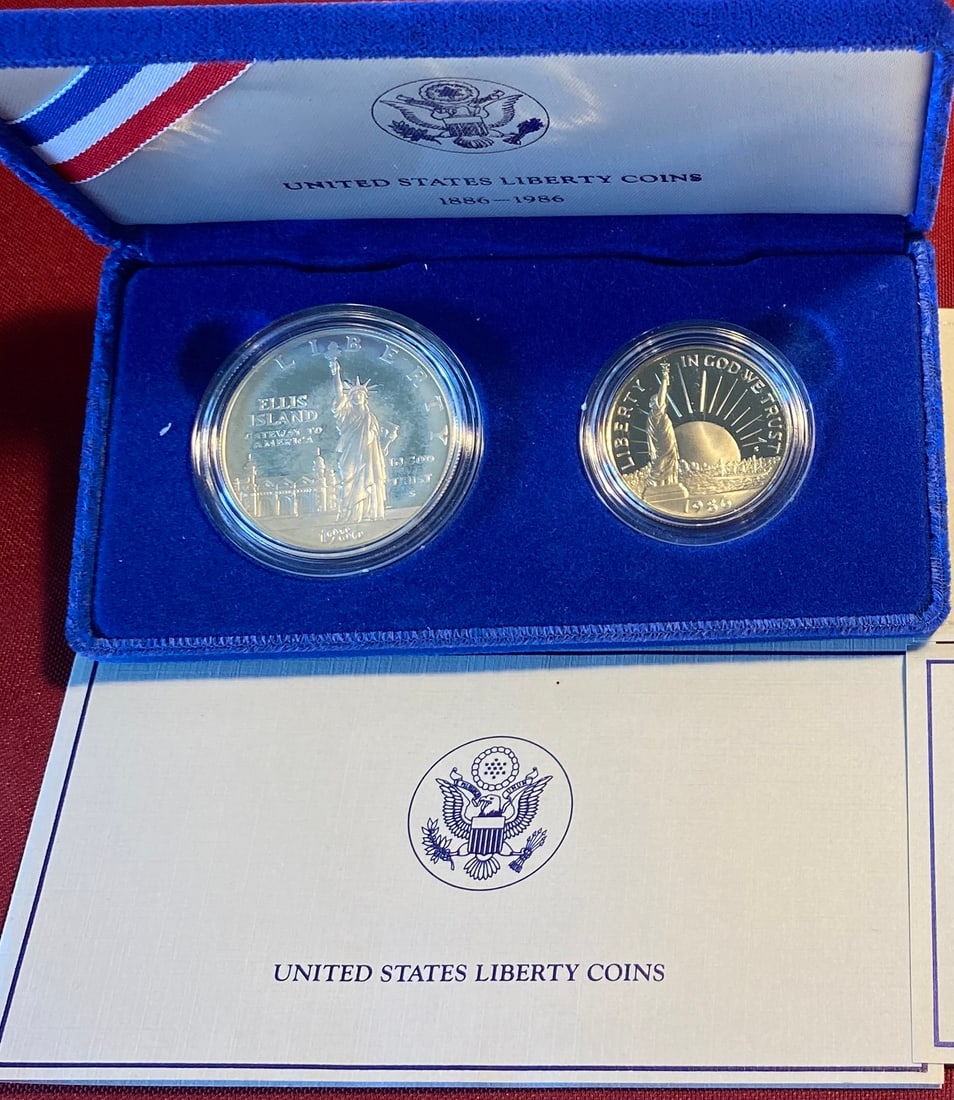 UNITED STATES LIBERTY COINS
1886–1986
LIBERTY
ELLIS
ISLAND
GATEWAY TO
AMERICA
IN GOD
TRUST
S
LIBERTY
IN GOD WE TRUST
1986
UNITED STATES LIBERTY COINS